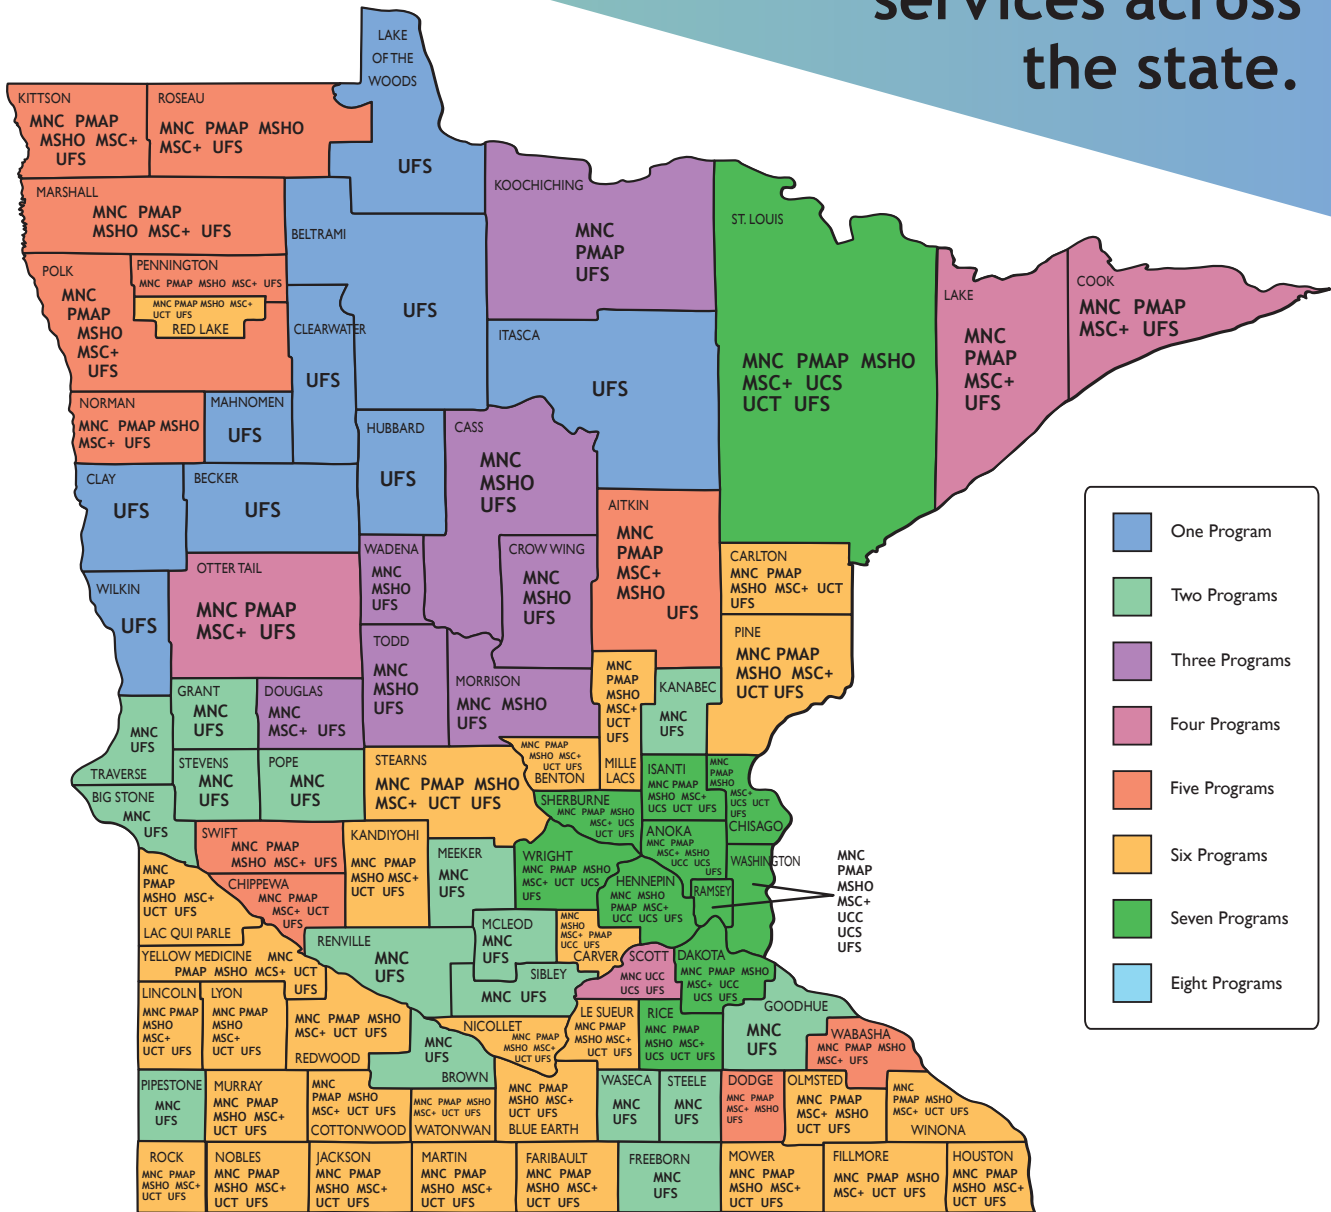 services across
the state.
LAKE
OF THE
WOODS
UFS
KITTSON
MNC PMAP
MSHO MSC+
UFS
ROSEAU
MNC PMAP MSHO
MSC+ UFS
MARSHALL
MNC PMAP
MSHO MSC+ UFS
BELTRAMI
UFS
KOOCHICHING
MNC
PMAP
UFS
ST. LOUIS
MNC PMAP MSHO
MSC+ UCS
UCT UFS
LAKE
MNC
PMAP
MSC+
UFS
COOK
MNC PMAP
MSC+ UFS
POLK
MNC
PMAP
MSHO
MSC+
UFS
PENNINGTON
MNC PMAP MSHO MSC+ UFS
MNC PMAP MSHO MSC+
UCT UFS
RED LAKE
CLEARWATER
UFS
ITASCA
UFS
NORMAN
MNC PMAP MSHO
MSC+ UFS
MAHNOMEN
UFS
HUBBARD
UFS
CASS
MNC
MSHO
UFS
CLAY
UFS
BECKER
UFS
AITKIN
MNC
PMAP
MSC+
MSHO
UFS
WADENA
MNC
MSHO
UFS
CROW WING
MNC
MSHO
UFS
CARLTON
MNC PMAP
MSHO MSC+ UCT
UFS
WILKIN
UFS
OTTER TAIL
MNC PMAP
MSC+ UFS
TODD
MNC
MSHO
UFS
MORRISON
MNC MSHO
UFS
MNC
PMAP
MSHO
MSC+
UCT
UFS
MILLE
LACS
KANABEC
MNC
UFS
PINE
MNC PMAP
MSHO MSC+
UCT UFS
GRANT
MNC
UFS
DOUGLAS
MNC
MSC+ UFS
MNC
UFS
TRAVERSE
STEVENS
MNC
UFS
POPE
MNC
UFS
STEARNS
MNC PMAP MSHO
MSC+ UCT UFS
MNC PMAP
MSHO MSC+
UCT UFS
BENTON
ISANTI
MNC PMAP
MSHO MSC+
UCS UCT UFS
MNC
PMAP
MSHO
MSC+
UCS UCT
UFS
CHISAGO
BIG STONE
MNC
UFS
SWIFT
MNC PMAP
MSHO MSC+ UFS
KANDIYOHI
MNC PMAP
MSHO MSC+
UCT UFS
MEEKER
MNC
UFS
SHERBURNE
MNC PMAP MSHO
MSC+ UCS
UCT UFS
ANOKA
MNC PMAP
MSC+ MSHO
UCC UCS
UFS
WASHINGTON
WRIGHT
MNC PMAP MSHO
MSC+ UCT UCS
UFS
HENNEPIN
MNC MSHO
PMAP MSC+
UCC UCS UFS
RAMSEY
MNC
PMAP
MSHO
MSC+
UCC
UCS
UFS
MNC
PMAP
MSHO MSC+
UCT UFS
LAC QUI PARLE
CHIPPEWA
MNC PMAP
MSC+ UCT
UFS
RENVILLE
MNC
UFS
MCLEOD
MNC
UFS
MNC
MSHO
MSC+ PMAP
UCC UFS
CARVER
SCOTT
MNC UCC
UCS UFS
DAKOTA
MNC PMAP MSHO
MSC+ UCC
UCS UFS
YELLOW MEDICINE MNC
PMAP MSHO MCS+ UCT
UFS
SIBLEY
MNC UFS
LINCOLN
MNC PMAP
MSHO
MSC+
UCT UFS
LYON
MNC PMAP
MSHO
MSC+
UCT UFS
MNC PMAP MSHO
MSC+ UCT UFS
REDWOOD
MNC
UFS
BROWN
NICOLLET
MNC PMAP
MSHO MSC+
UCT UFS
LE SUEUR
MNC PMAP
MSHO MSC+
UCT UFS
RICE
MNC PMAP
MSHO MSC+
UCS UCT UFS
GOODHUE
MNC
UFS
WABASHA
MNC PMAP MSHO
MSC+ UFS
PIPESTONE
MNC
UFS
MURRAY
MNC PMAP
MSHO MSC+
UCT UFS
MNC
PMAP MSHO
MSC+ UCT UFS
COTTONWOOD
MNC PMAP MSHO
MSC+ UCT UFS
WATONWAN
MNC PMAP
MSHO MSC+
UCT UFS
BLUE EARTH
WASECA
MNC
UFS
STEELE
MNC
UFS
DODGE
MNC PMAP
MSC+ MSHO
UFS
OLMSTED
MNC PMAP
MSC+ MSHO
UCT UFS
MNC
PMAP MSHO
MSC+ UCT UFS
WINONA
ROCK
MNC PMAP
MSHO MSC+
UCT UFS
NOBLES
MNC PMAP
MSHO MSC+
UCT UFS
JACKSON
MNC PMAP
MSHO MSC+
UCT UFS
MARTIN
MNC PMAP
MSHO MSC+
UCT UFS
FARIBAULT
MNC PMAP
MSHO MSC+
UCT UFS
FREEBORN
MNC
UFS
MOWER
MNC PMAP
MSHO MSC+
UCT UFS
FILLMORE
MNC PMAP MSHO
MSC+ UCT UFS
HOUSTON
MNC PMAP
MSHO MSC+
UCT UFS
One Program
Two Programs
Three Programs
Four Programs
Five Programs
Six Programs
Seven Programs
Eight Programs